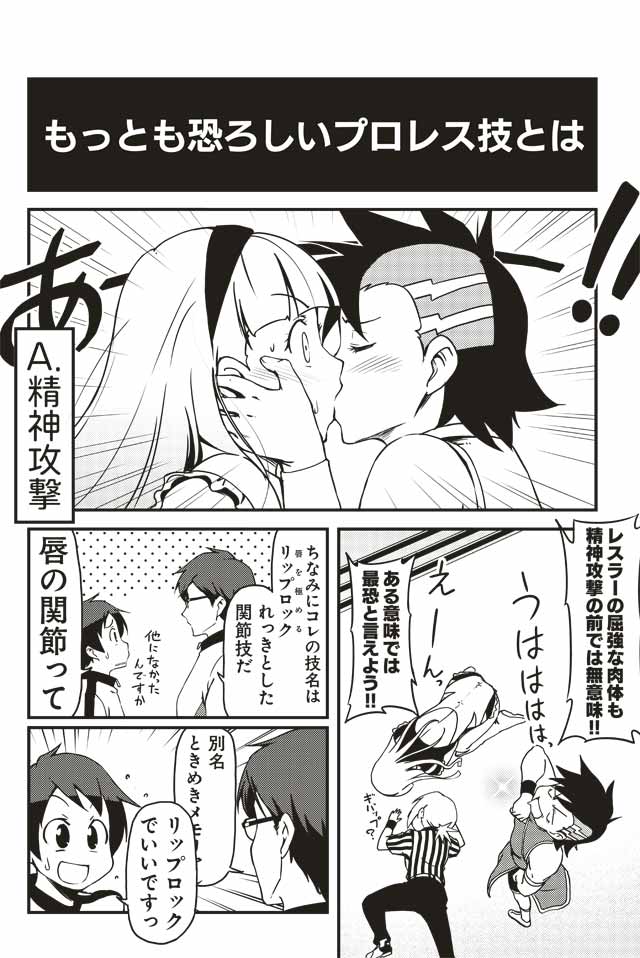 もっとも恐ろしいプロレス技とは
!!
あ
A.精神攻撃
レスラーの屈強な肉体も
精神攻撃の前では無意味!!
うはははは
えーん
ある意味では
最恐と言えよう!!
ギブアップ?
ちなみにコレの技名は
唇を極める
リップロック
れっきとした
関節技だ
唇の関節って
他になかった
んですか
別名
ときめきメモリ
リップロック
でいいですっ